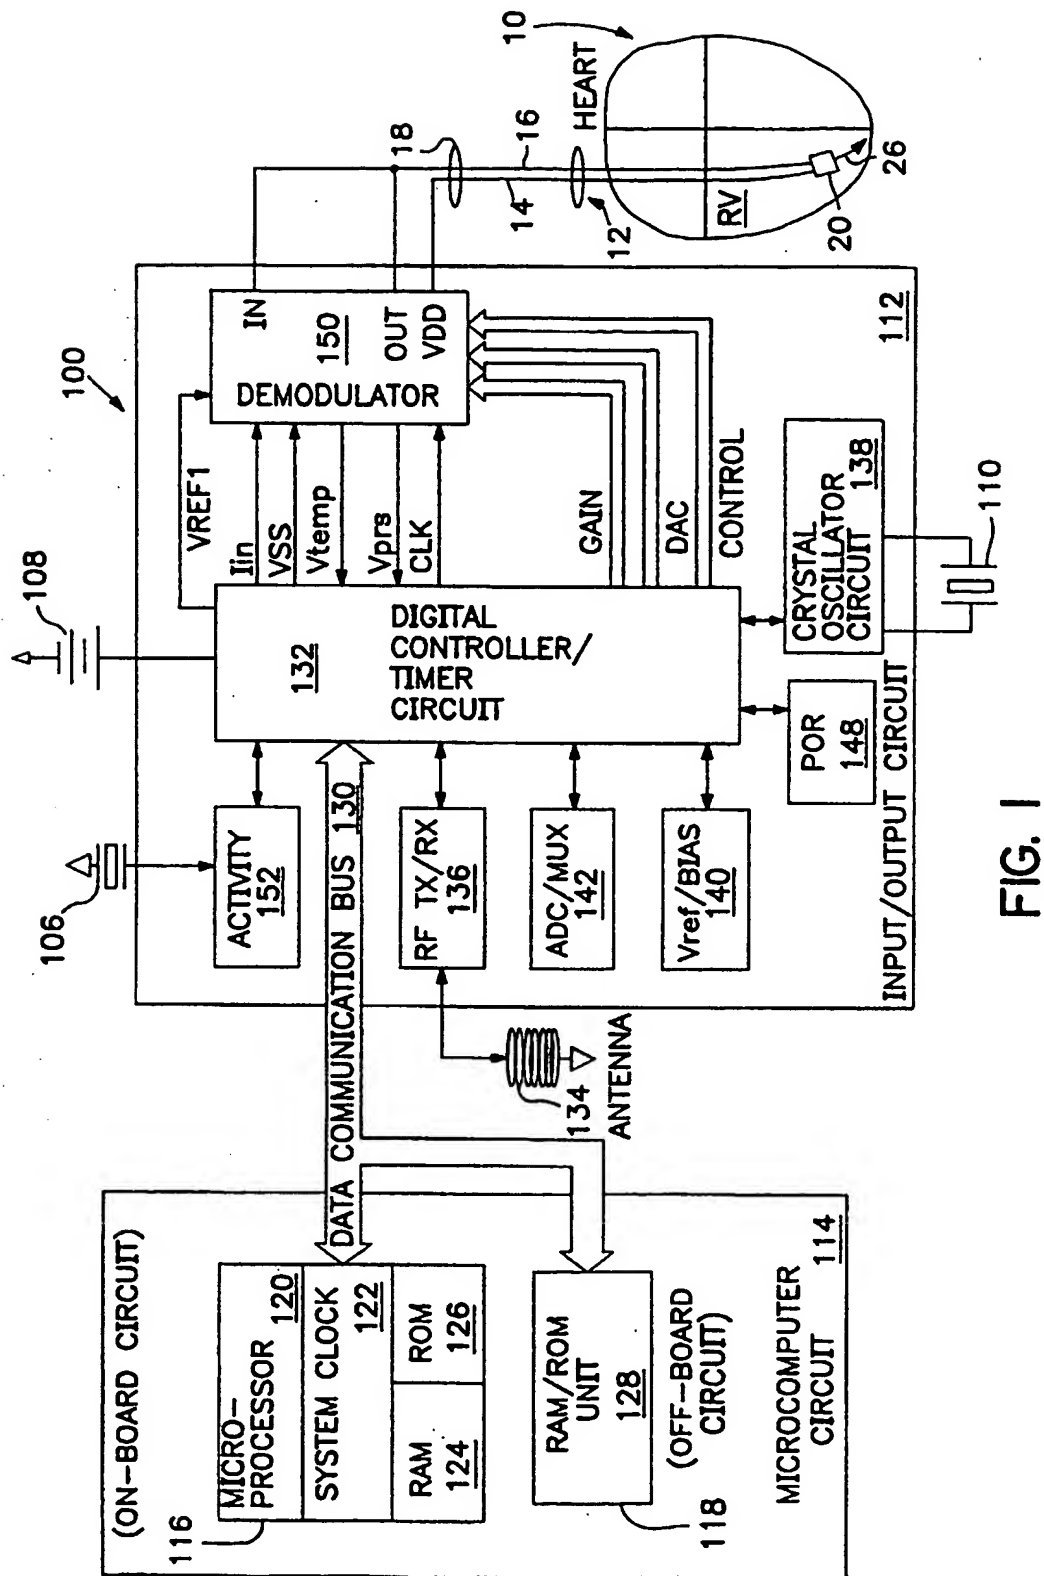 (ON-BOARD CIRCUIT)
116
MICRO-
PROCESSOR 120
SYSTEM CLOCK 122
RAM
124
ROM
126
RAM/ROM
UNIT
128
118
(OFF-BOARD
CIRCUIT)
MICROCOMPUTER
CIRCUIT 114
DATA COMMUNICATION BUS 130
134
ANTENNA
106
108
100
ACTIVITY
152
RF TX/RX
136
ADC/MUX
142
Vref/BIAS
140
132
DIGITAL
CONTROLLER/
TIMER
CIRCUIT
VREF1
Iin
VSS
Vtemp
Vprs
CLK
GAIN
DAC
CONTROL
IN
150
OUT
VDD
DEMODULATOR
POR
148
CRYSTAL
OSCILLATOR
CIRCUIT 138
110
INPUT/OUTPUT CIRCUIT
112
18
16
14
12
HEART
10
RV
20
26
FIG. 1